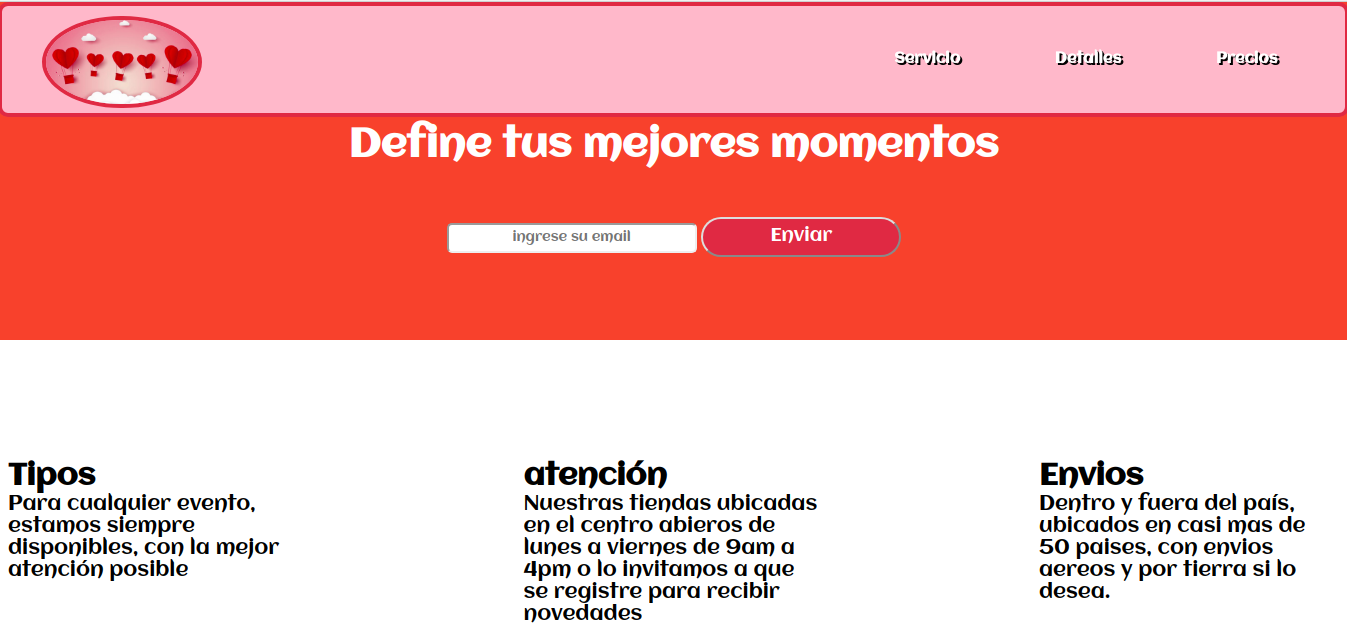 Servicio Detalles Precios
Define tus mejores momentos
ingrese su email Enviar
Tipos
Para cualquier evento,
estamos siempre
disponibles, con la mejor
atención posible
atención
Nuestras tiendas ubicadas
en el centro abieros de
lunes a viernes de 9am a
4pm o lo invitamos a que
se registre para recibir
novedades
Envios
Dentro y fuera del país,
ubicados en casi mas de
50 paises, con envios
aereos y por tierra si lo
desea.